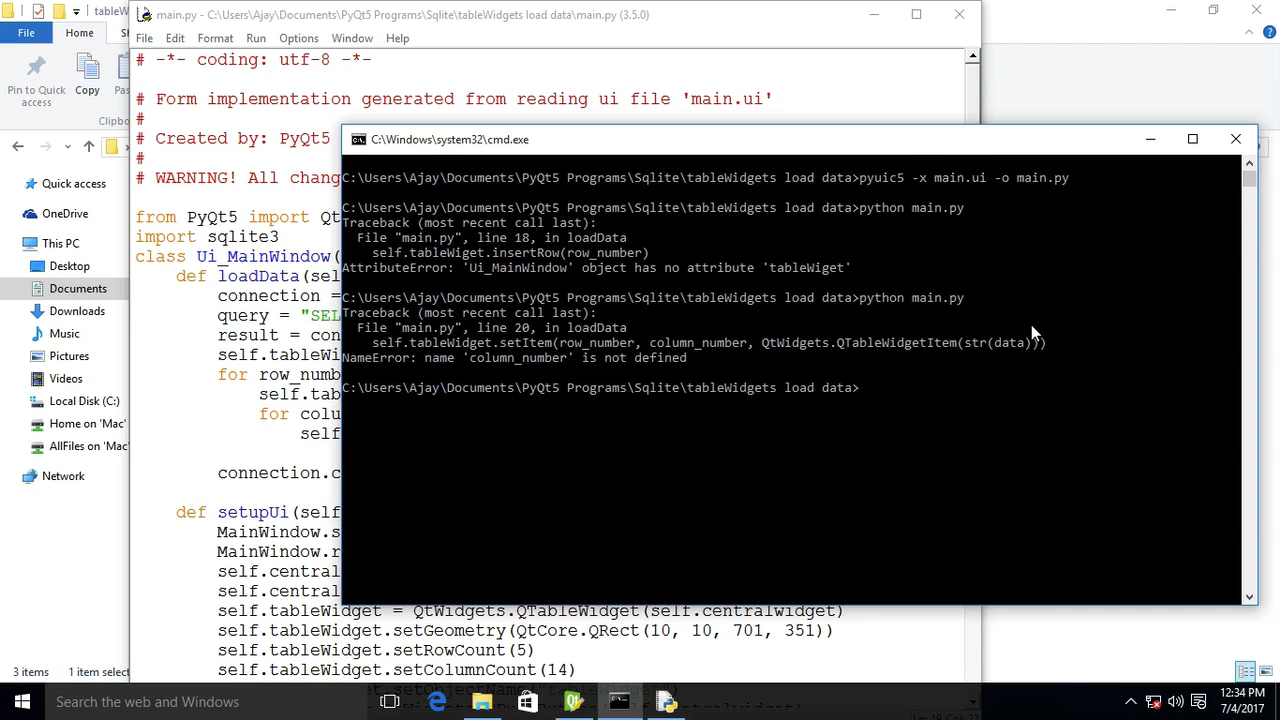 tableW
main.py - C:\Users\Ajay\Documents\PyQt5 Programs\Sqlite\tableWidgets load data\main.py (3.5.0)
File
Home
Sh
File Edit Format Run Options Window Help
Pin to Quick
access
Copy
Clipbo
# -*- coding: utf-8 -*-
# Form implementation generated from reading ui file 'main.ui'
#
# Created by: PyQt5
#
# WARNING! All chang
from PyQt5 import Qt
import sqlite3
class Ui_MainWindow(
def loadData(sel
connection =
query = "SEL
result = con
self.tableWi
for row_numb
self.tab
for colu
self
connection.c
def setupUi(self
MainWindow.s
MainWindow.r
self.central
self.central
self.tableWidget = QtWidgets.QTableWidget(self.centralwidget)
self.tableWidget.setGeometry(QtCore.QRect(10, 10, 701, 351))
self.tableWidget.setRowCount(5)
self.tableWidget.setColumnCount(14)
C:\Windows\system32\cmd.exe
C:\Users\Ajay\Documents\PyQt5 Programs\Sqlite\tableWidgets load data>pyuic5 -x main.ui -o main.py
C:\Users\Ajay\Documents\PyQt5 Programs\Sqlite\tableWidgets load data>python main.py
Traceback (most recent call last):
File "main.py", line 18, in loadData
self.tableWiget.insertRow(row_number)
AttributeError: 'Ui_MainWindow' object has no attribute 'tableWiget'
C:\Users\Ajay\Documents\PyQt5 Programs\Sqlite\tableWidgets load data>python main.py
Traceback (most recent call last):
File "main.py", line 20, in loadData
self.tableWidget.setItem(row_number, column_number, QtWidgets.QTableWidgetItem(str(data)))
NameError: name 'column_number' is not defined
C:\Users\Ajay\Documents\PyQt5 Programs\Sqlite\tableWidgets load data>
Quick access
OneDrive
This PC
Desktop
Documents
Downloads
Music
Pictures
Videos
Local Disk (C:)
Home on 'Mac'
AllFiles on 'Mac'
Network
3 items
1 item select
Search the web and Windows
12:34 PM
7/4/2017